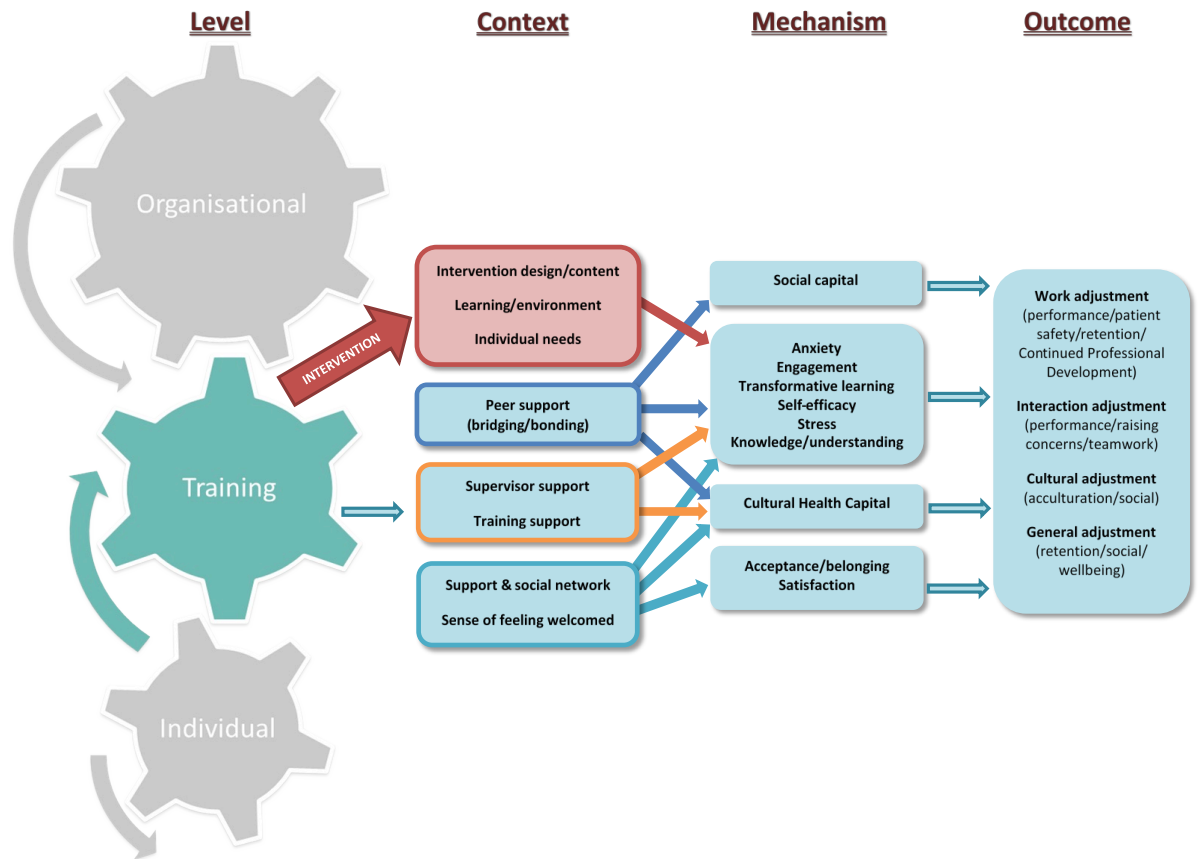 Level
Context
Mechanism
Outcome
Organisational
INTERVENTION
Training
Individual
Intervention design/content
Learning/environment
Individual needs
Peer support
(bridging/bonding)
Supervisor support
Training support
Support & social network
Sense of feeling welcomed
Social capital
Anxiety
Engagement
Transformative learning
Self-efficacy
Stress
Knowledge/understanding
Cultural Health Capital
Acceptance/belonging
Satisfaction
Work adjustment
(performance/patient
safety/retention/
Continued Professional
Development)
Interaction adjustment
(performance/raising
concerns/teamwork)
Cultural adjustment
(acculturation/social)
General adjustment
(retention/social/
wellbeing)